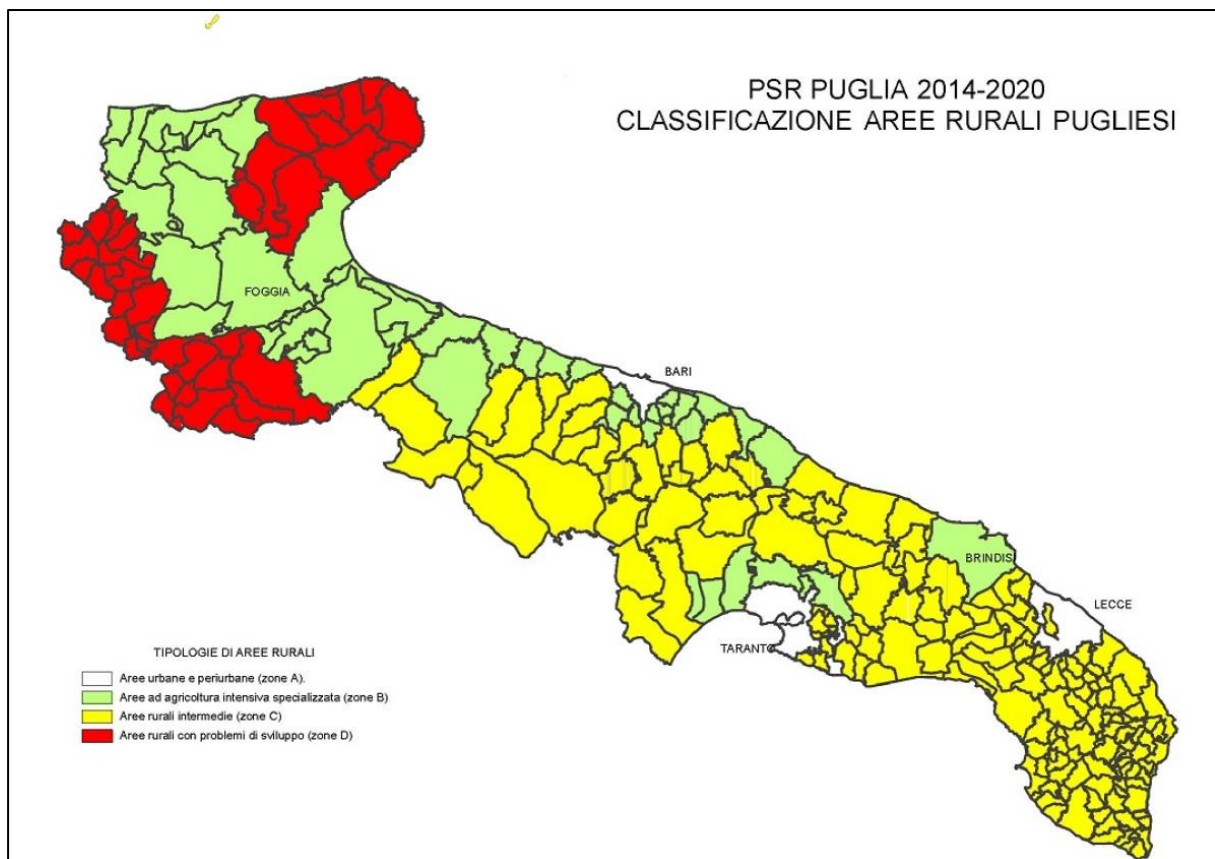 PSR PUGLIA 2014-2020
CLASSIFICAZIONE AREE RURALI PUGLIESI
FOGGIA
BARI
BRINDISI
LECCE
TARANTO
TIPOLOGIE DI AREE RURALI
Aree urbane e periurbane (zone A).
Aree ad agricoltura intensiva specializzata (zone B)
Aree rurali intermedie (zone C)
Aree rurali con problemi di sviluppo (zone D)